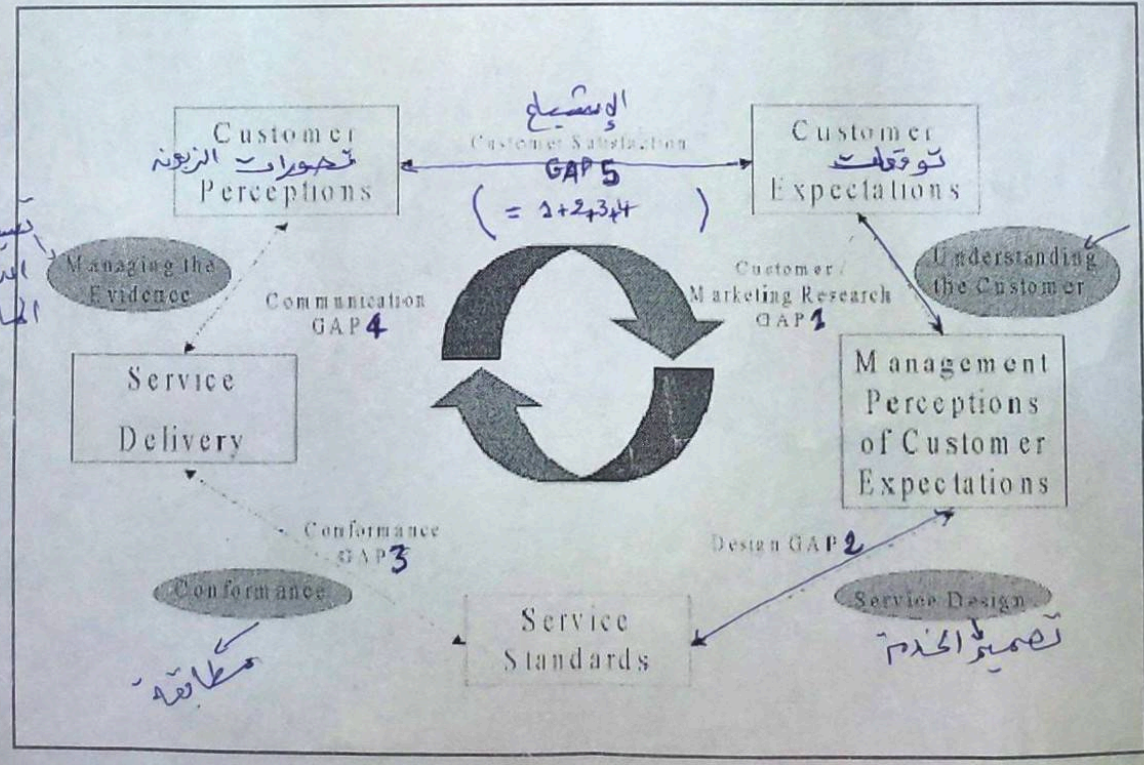 الإشباع
Customer Satisfaction
GAP 5
( = 1+2+3+4 )
Customer
تصورات الزبون
Perceptions
Customer
توقعات
Expectations
Managing the
Evidence
Communication
GAP 4
Customer /
Marketing Research
GAP 1
Understanding
the Customer
Service
Delivery
Management
Perceptions
of Customer
Expectations
Conformance
GAP 3
Design GAP 2
Conformance
مطابقة
Service
Standards
Service Design
تصميم الخدمة